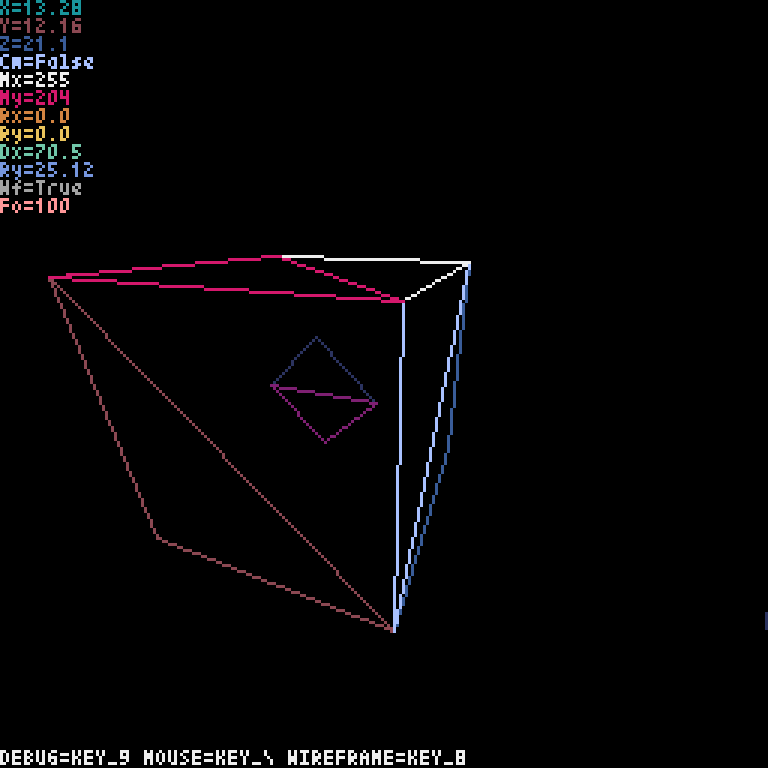 X=13.28
Y=12.16
Z=21.1
Cm=False
Mx=255
My=204
Rx=0.0
Ry=0.0
Dx=70.5
Ry=25.12
Wf=True
Fo=100
DEBUG=KEY_9 MOUSE=KEY_\ WIREFRAME=KEY_8